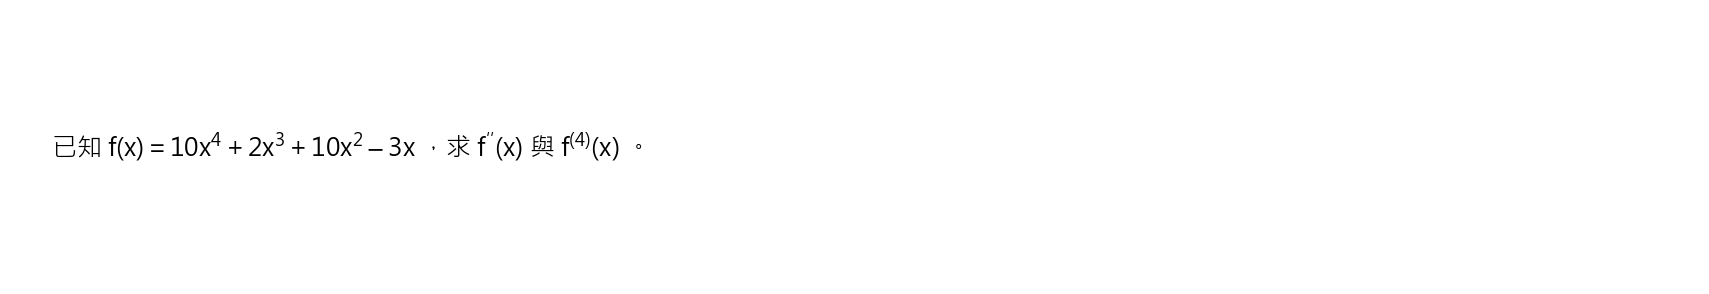 已知 f(x) = 10x⁴ + 2x³ + 10x² – 3x ，求 f''(x) 與 f⁽⁴⁾(x) 。